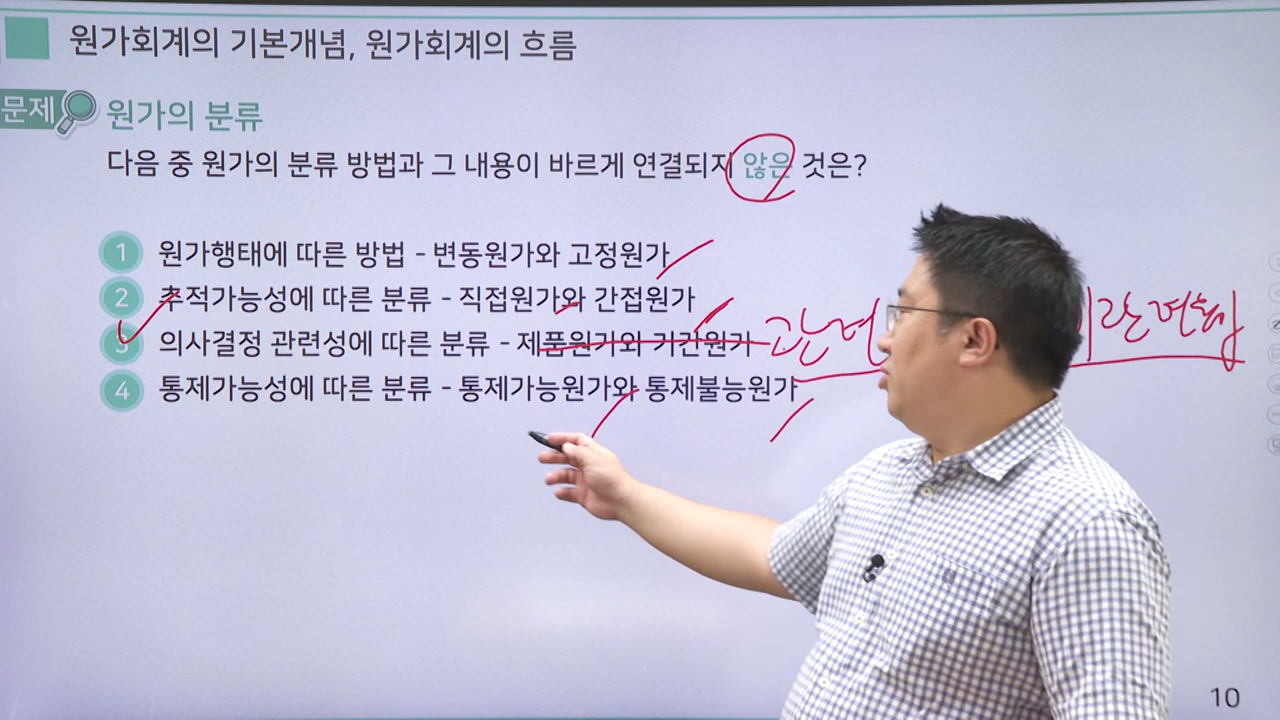 원가회계의 기본개념, 원가회계의 흐름
문제 원가의 분류
다음 중 원가의 분류 방법과 그 내용이 바르게 연결되지 않은 것은?
1 원가행태에 따른 방법 - 변동원가와 고정원가
2 추적가능성에 따른 분류 - 직접원가와 간접원가
3 의사결정 관련성에 따른 분류 - 제품원가와 기간원가 관련
4 통제가능성에 따른 분류 - 통제가능원가와 통제불능원가
10